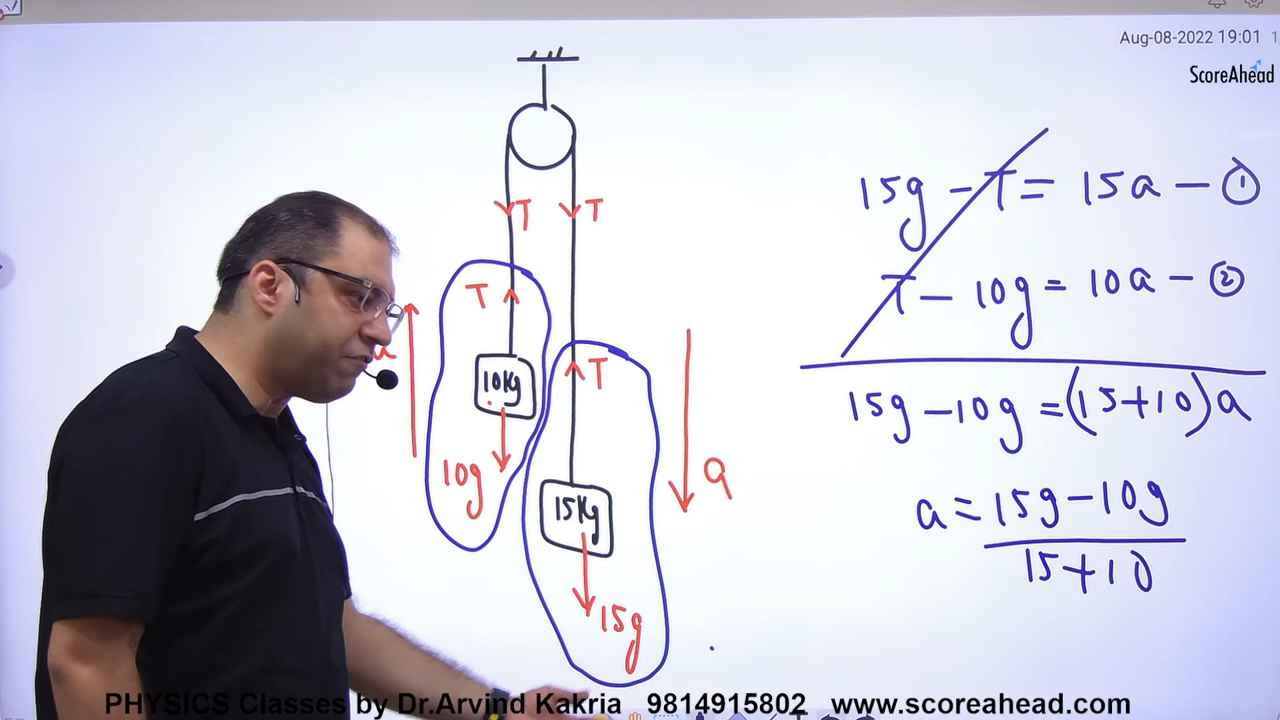 Aug-08-2022 19:01
ScoreAhead
T T
T
a
10Kg
10g
T
15Kg
15g
a
15g - T = 15a - ①
T - 10g = 10a - ②
15g - 10g = (15+10)a
a = 15g - 10g
15+10
PHYSICS Classes by Dr.Arvind Kakria 9814915802 www.scoreahead.com